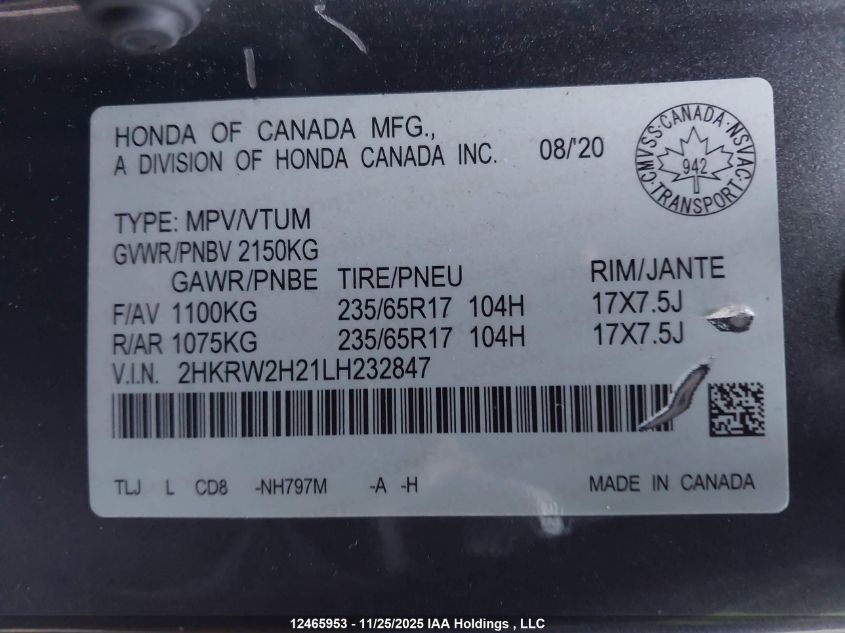 HONDA OF CANADA MFG.,
A DIVISION OF HONDA CANADA INC. 08/'20
CMVSS·CANADA·NSVAC·TRANSPORT·
942
TYPE: MPV/VTUM
GVWR/PNBV 2150KG
GAWR/PNBE TIRE/PNEU RIM/JANTE
F/AV 1100KG 235/65R17 104H 17X7.5J
R/AR 1075KG 235/65R17 104H 17X7.5J
V.I.N. 2HKRW2H21LH232847
TLJ L CD8 -NH797M -A -H MADE IN CANADA
12465953 - 11/25/2025 IAA Holdings , LLC